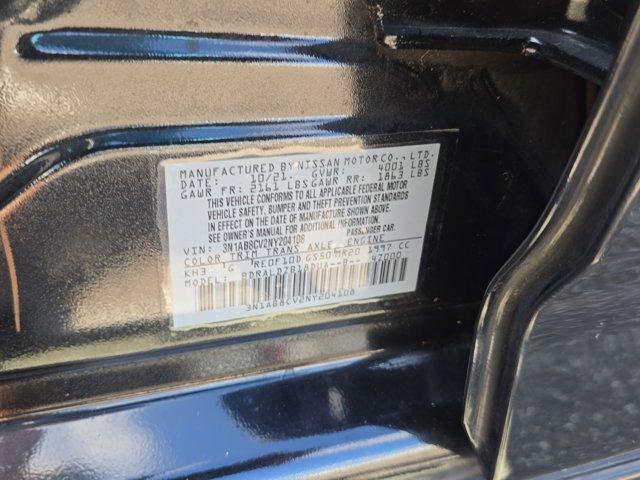 MANUFACTURED BY NISSAN MOTOR CO., LTD.
DATE: 10/21 GVWR: 4001 LBS
GAWR FR: 2161 LBS GAWR RR: 1863 LBS
THIS VEHICLE CONFORMS TO ALL APPLICABLE FEDERAL MOTOR
VEHICLE SAFETY, BUMPER AND THEFT PREVENTION STANDARDS
IN EFFECT ON THE DATE OF MANUFACTURE SHOWN ABOVE.
SEE OWNER'S MANUAL FOR ADDITIONAL INFORMATION
VIN: 3N1AB8CV2NY204108 PASSENGER CAR
COLOR TRIM TRANS AXLE ENGINE
KH3 G RE0F10D GS50 MR20 1997 CC
MODEL: 47000
3N1AB8CV2NY204108